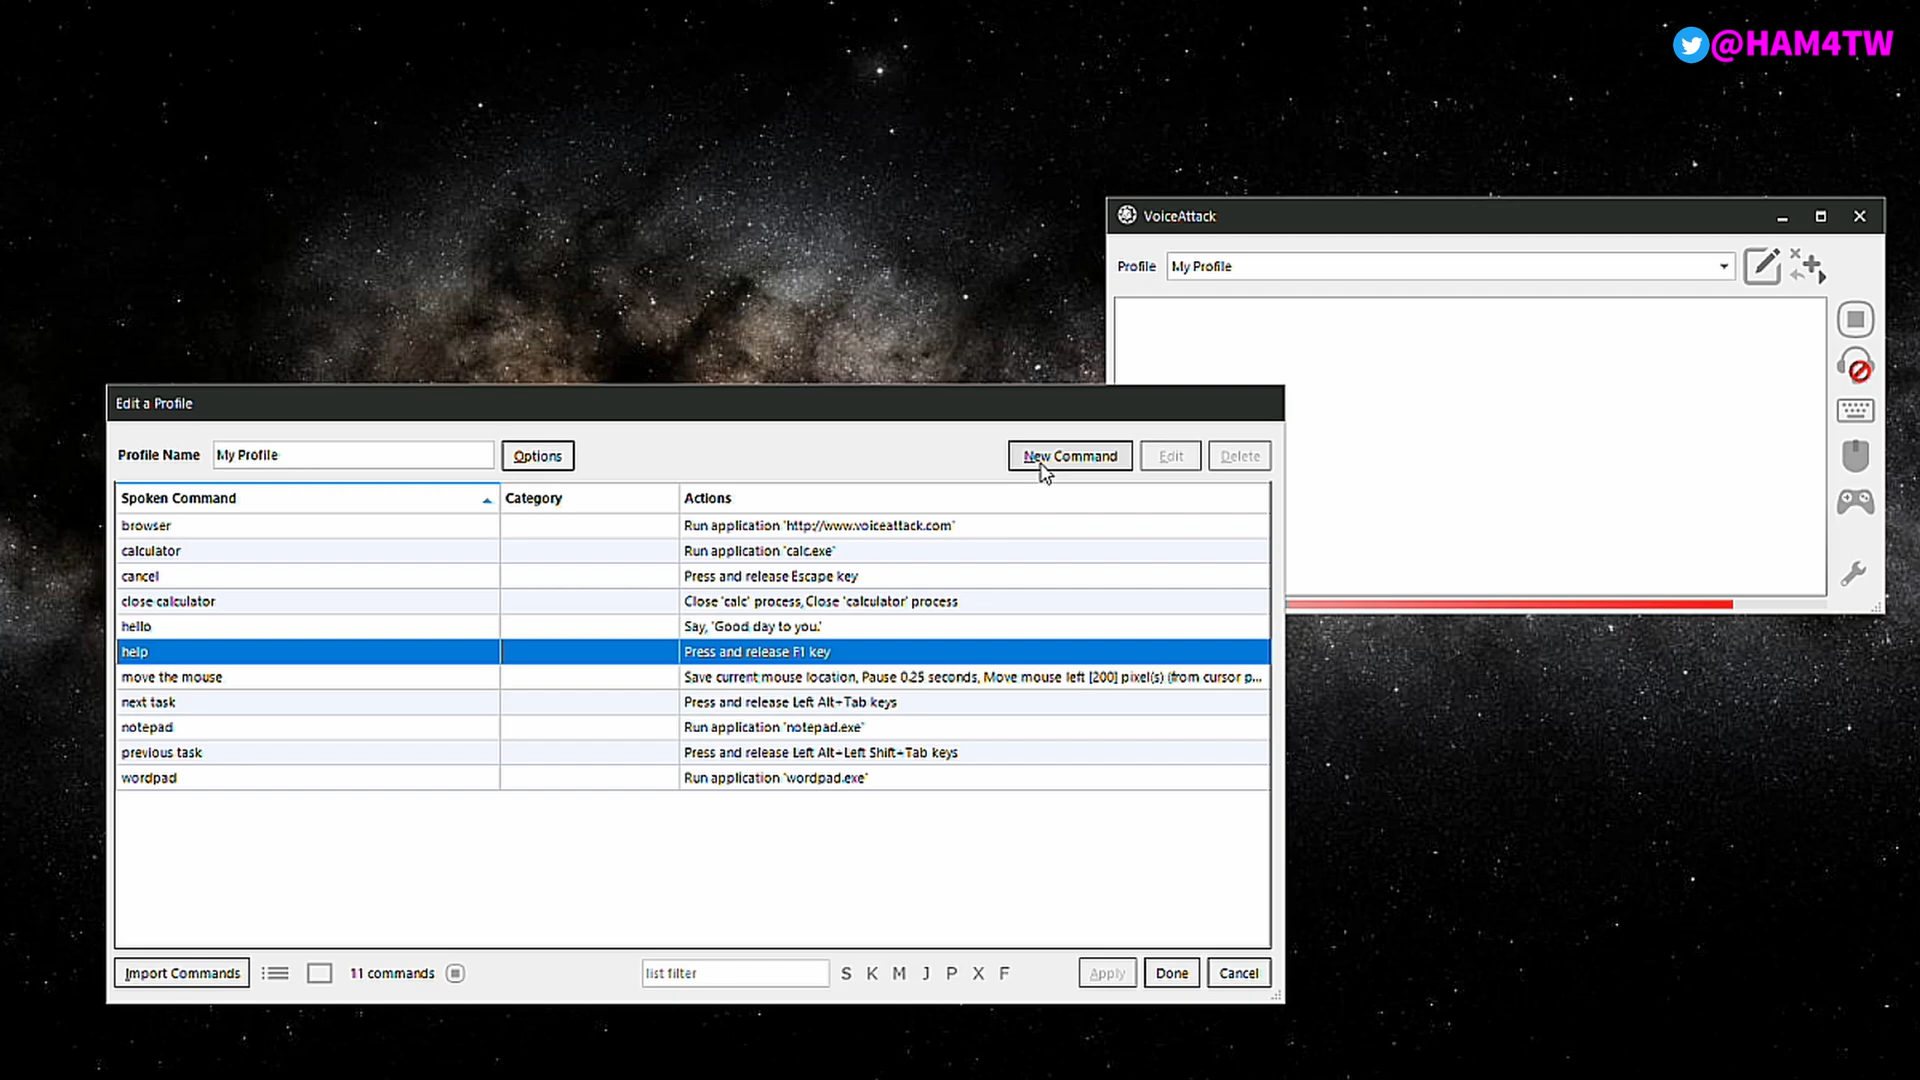 @HAM4TW
VoiceAttack
Profile My Profile
Edit a Profile
Profile Name My Profile Options New Command Edit Delete
Spoken Command Category Actions
browser Run application 'http://www.voiceattack.com'
calculator Run application 'calc.exe'
cancel Press and release Escape key
close calculator Close 'calc' process, Close 'calculator' process
hello Say, 'Good day to you.'
help Press and release F1 key
move the mouse Save current mouse location, Pause 0.25 seconds, Move mouse left [200] pixel(s) (from cursor p...
next task Press and release Left Alt+Tab keys
notepad Run application 'notepad.exe'
previous task Press and release Left Alt+Left Shift+Tab keys
wordpad Run application 'wordpad.exe'
Import Commands 11 commands list filter S K M J P X F Apply Done Cancel